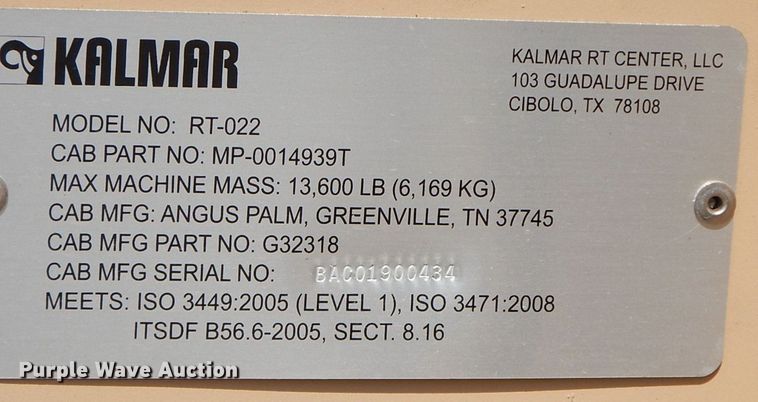 KALMAR
KALMAR RT CENTER, LLC
103 GUADALUPE DRIVE
CIBOLO, TX 78108
MODEL NO: RT-022
CAB PART NO: MP-0014939T
MAX MACHINE MASS: 13,600 LB (6,169 KG)
CAB MFG: ANGUS PALM, GREENVILLE, TN 37745
CAB MFG PART NO: G32318
CAB MFG SERIAL NO: BAC01900434
MEETS: ISO 3449:2005 (LEVEL 1), ISO 3471:2008
ITSDF B56.6-2005, SECT. 8.16
Purple Wave Auction